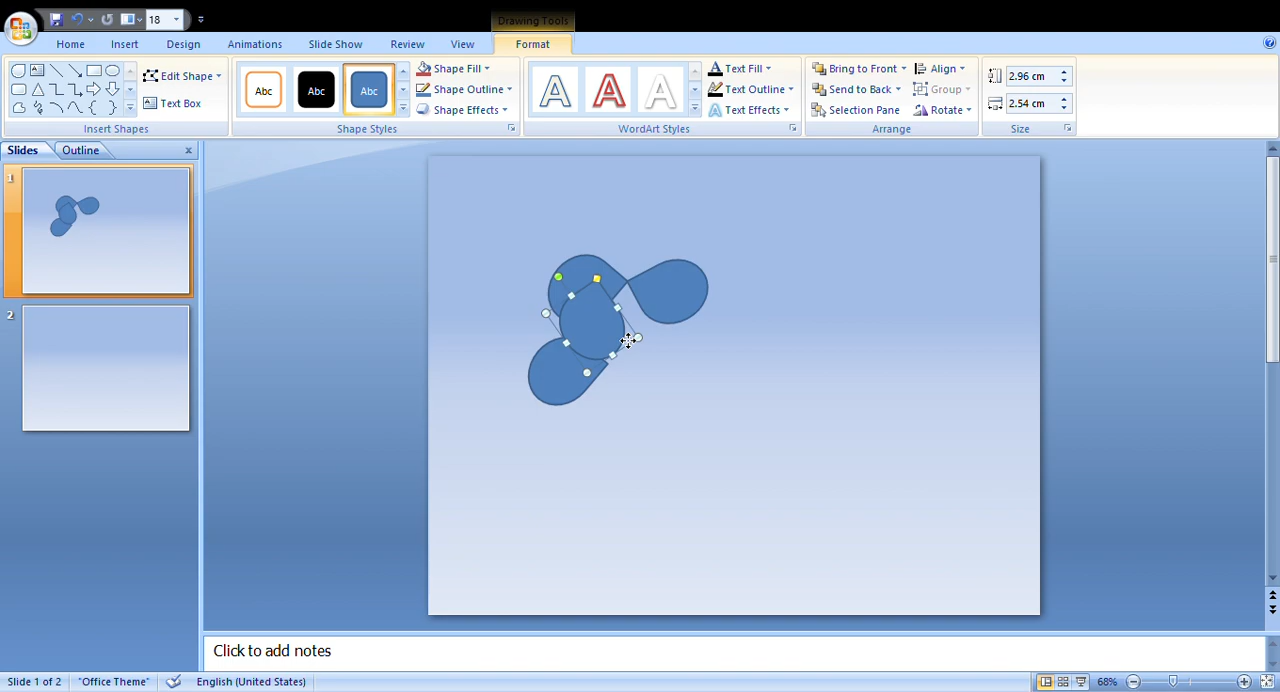 18
Drawing Tools
Home Insert Design Animations Slide Show Review View Format
Edit Shape
Text Box
Insert Shapes
Abc Abc Abc
Shape Fill
Shape Outline
Shape Effects
Shape Styles
A A A
Text Fill
Text Outline
Text Effects
WordArt Styles
Bring to Front
Send to Back
Selection Pane
Align
Group
Rotate
Arrange
2.96 cm
2.54 cm
Size
Slides Outline
1
2
Click to add notes
Slide 1 of 2 "Office Theme" English (United States) 68%